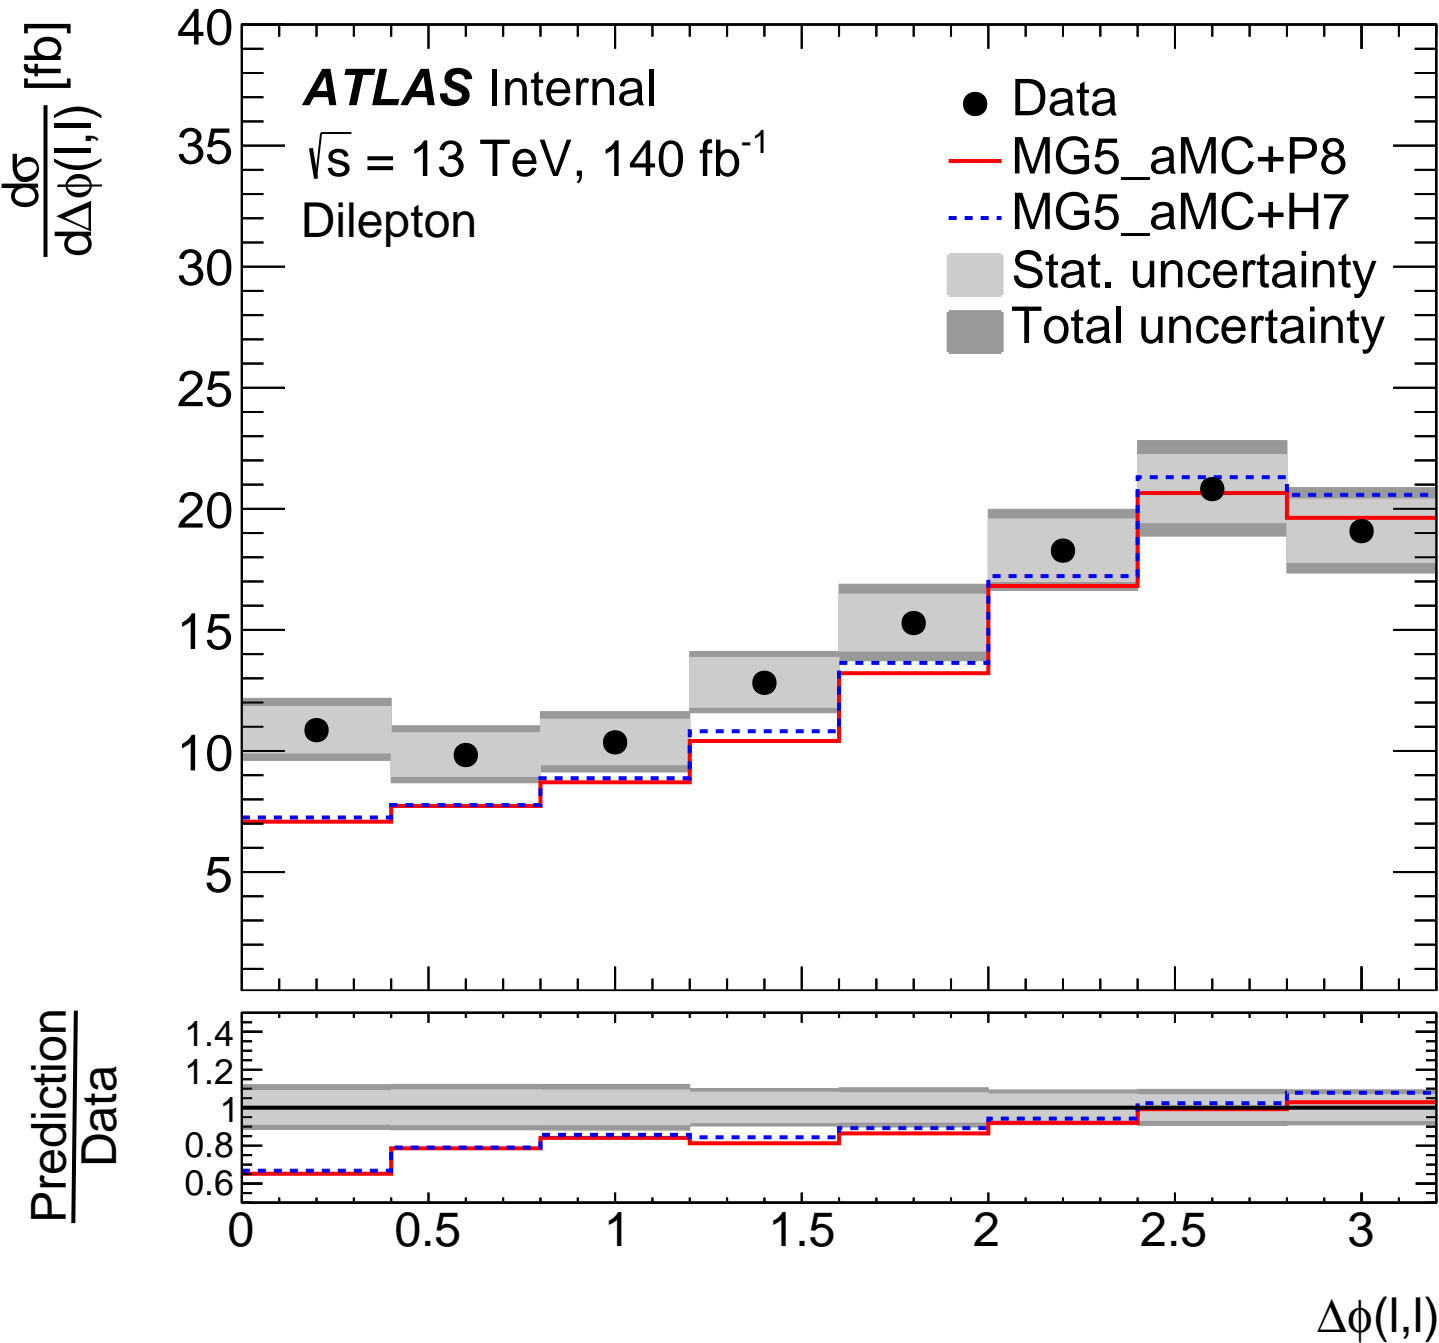 dσ
dΔϕ(l,l) [fb]
40
35
30
25
20
15
10
5
ATLAS Internal
√s = 13 TeV, 140 fb⁻¹
Dilepton
Data
MG5_aMC+P8
MG5_aMC+H7
Stat. uncertainty
Total uncertainty
Prediction
Data
1.4
1.2
1
0.8
0.6
0 0.5 1 1.5 2 2.5 3
Δϕ(l,l)